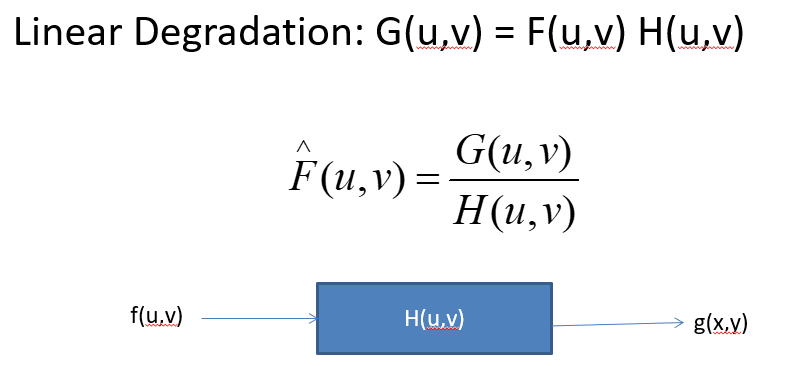 Linear Degradation: G(u,v) = F(u,v) H(u,v)
F̂(u,v) = G(u,v) / H(u,v)
f(u,v) H(u,v) g(x,y)